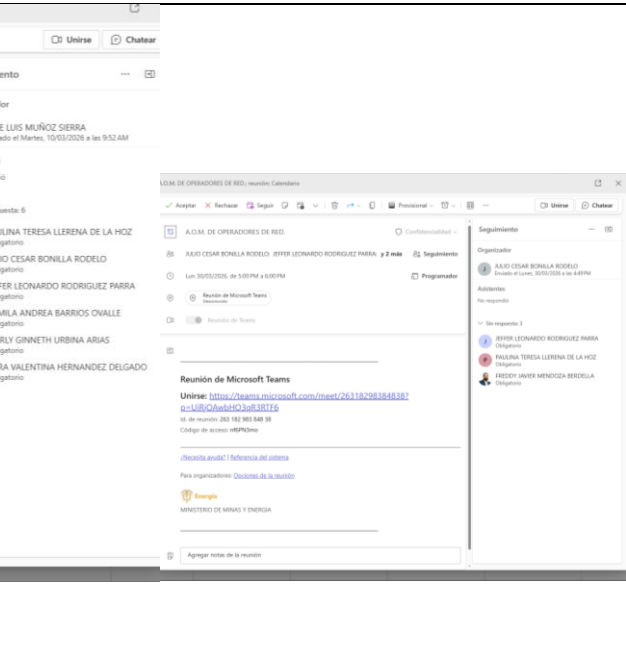 Unirse
Chatear
ento
···
or
E LUIS MUÑOZ SIERRA
ado el Martes, 10/03/2026 a las 9:52 AM
ó
uesta: 6
ULINA TERESA LLERENA DE LA HOZ
gatorio
IO CESAR BONILLA RODELO
gatorio
FER LEONARDO RODRIGUEZ PARRA
gatorio
MILA ANDREA BARRIOS OVALLE
gatorio
RLY GINNETH URBINA ARIAS
gatorio
RA VALENTINA HERNANDEZ DELGADO
gatorio
A.O.M. DE OPERADORES DE RED.: reunión: Calendario
Aceptar Rechazar Seguir Provisional ··· Unirse Chatear
A.O.M. DE OPERADORES DE RED. Confidencialidad
JULIO CESAR BONILLA RODELO; JEFFER LEONARDO RODRIGUEZ PARRA; y 2 más Seguimiento
Lun 30/03/2026, de 5:00 PM a 6:00 PM Programador
Reunión de Microsoft Teams
Desconocido
Reunión de Teams
Reunión de Microsoft Teams
Unirse: https://teams.microsoft.com/meet/26318298384838?
p=UiRjOAwbHO3oR3RTF6
Id. de reunión: 263 182 983 848 38
Código de acceso: nf6PN3mo
¿Necesita ayuda? | Referencia del sistema
Para organizadores: Opciones de la reunión
Energía
MINISTERIO DE MINAS Y ENERGIA
Agregar notas de la reunión
Seguimiento ···
Organizador
J
JULIO CESAR BONILLA RODELO
Enviado el Lunes, 30/03/2026 a las 4:49 PM
Asistentes
No respondió
Sin respuesta: 3
J
JEFFER LEONARDO RODRIGUEZ PARRA
Obligatorio
P
PAULINA TERESA LLERENA DE LA HOZ
Obligatorio
FREDDY JAVIER MENDOZA BERDELLA
Obligatorio